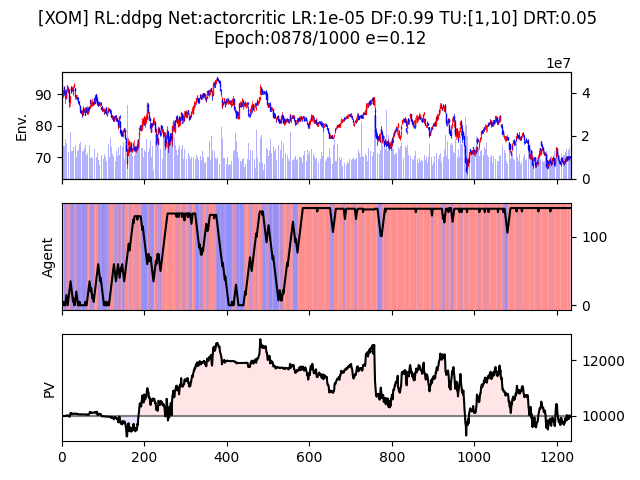 [XOM] RL:ddpg Net:actorcritic LR:1e-05 DF:0.99 TU:[1,10] DRT:0.05
Epoch:0878/1000 e=0.12
1e7
Env.
90
80
70
4
2
0
Agent
100
0
PV
12000
10000
0 200 400 600 800 1000 1200